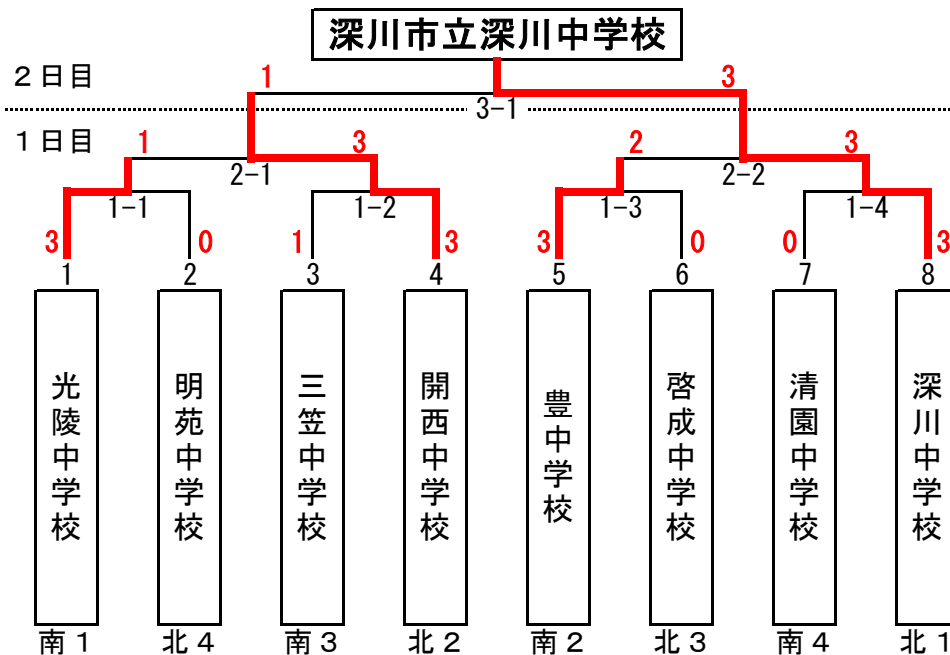 深川市立深川中学校
２日目
1
3
3-1
１日目
1
3
2
3
2-1
2-2
1-1
1-2
1-3
1-4
3
0
1
3
3
0
0
3
1
2
3
4
5
6
7
8
光陵中学校
明苑中学校
三笠中学校
開西中学校
豊中学校
啓成中学校
清園中学校
深川中学校
南１
北４
南３
北２
南２
北３
南４
北１